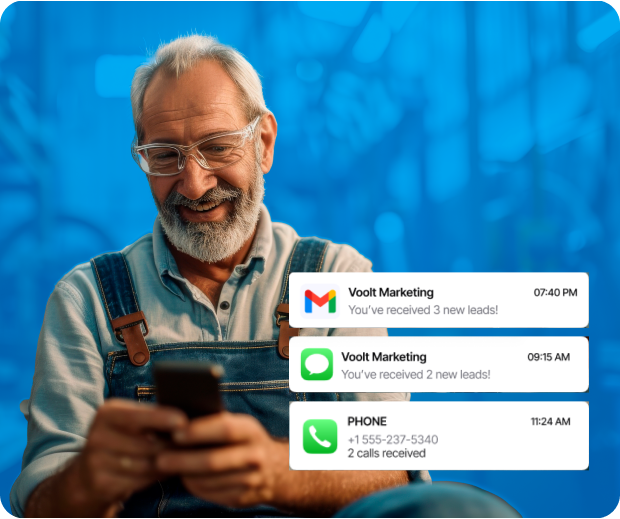 Voolt Marketing 07:40 PM
You've received 3 new leads!
Voolt Marketing 09:15 AM
You've received 2 new leads!
PHONE 11:24 AM
+1 555-237-5340
2 calls received